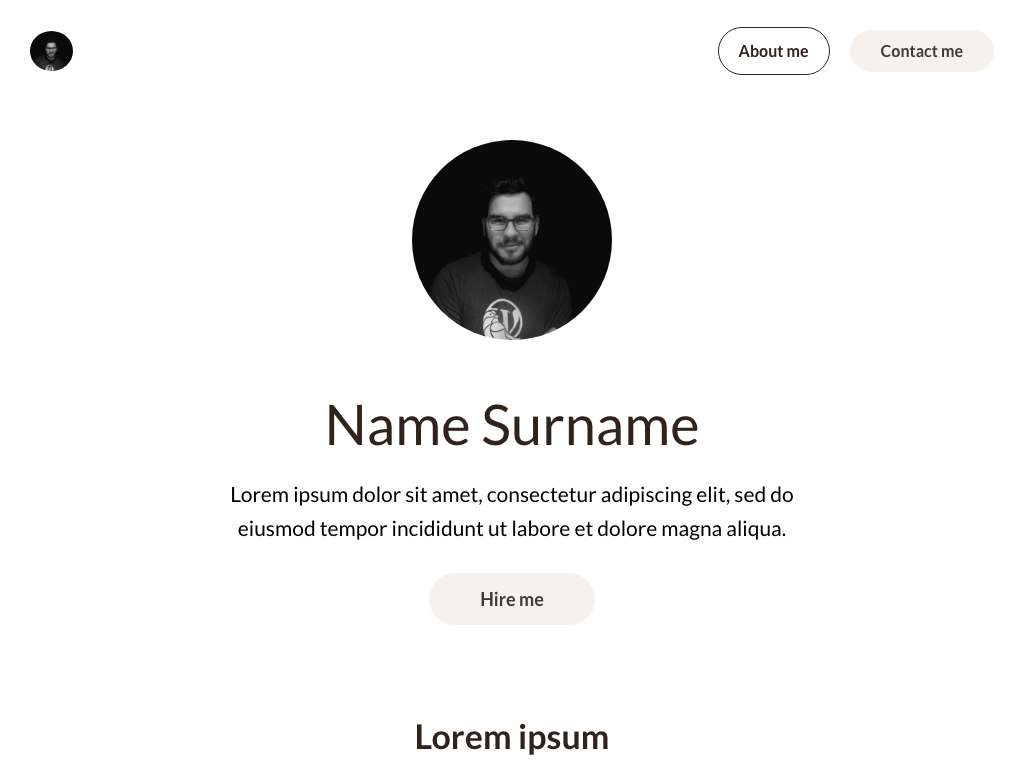 About me
Contact me
Name Surname
Lorem ipsum dolor sit amet, consectetur adipiscing elit, sed do
eiusmod tempor incididunt ut labore et dolore magna aliqua.
Hire me
Lorem ipsum